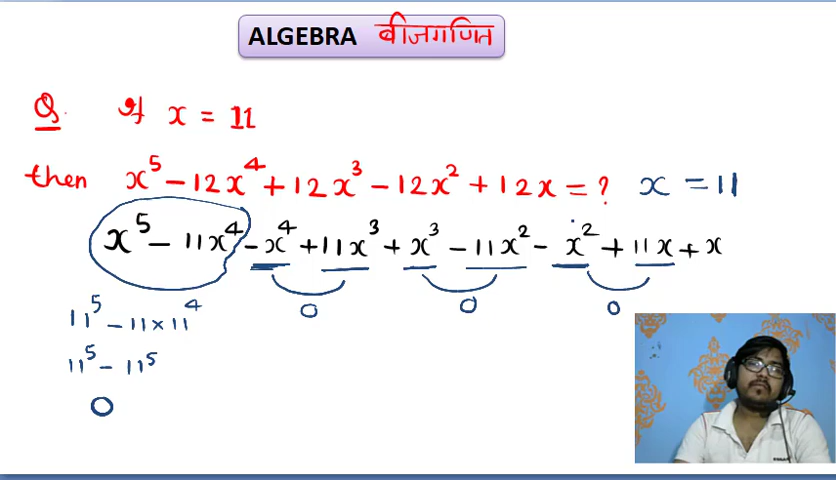 ALGEBRA बीजगणित
Q. If x = 11
then x⁵ - 12x⁴ + 12x³ - 12x² + 12x = ? x = 11
x⁵ - 11x⁴ - x⁴ + 11x³ + x³ - 11x² - x² + 11x + x
0 0 0
11⁵ - 11 × 11⁴
11⁵ - 11⁵
0